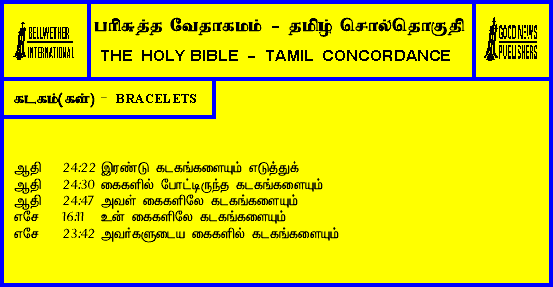 BELLWETHER
INTERNATIONAL
பரிசுத்த வேதாகமம் - தமிழ் சொல்தொகுதி
THE HOLY BIBLE - TAMIL CONCORDANCE
GOOD NEWS
PUBLISHERS
கடகம்(கள்) - BRACELETS
ஆதி 24:22 இரண்டு கடகங்களையும் எடுத்துக்
ஆதி 24:30 கைகளில் போட்டிருந்த கடகங்களையும்
ஆதி 24:47 அவள் கைகளிலே கடகங்களையும்
எசே 16:11 உன் கைகளிலே கடகங்களையும்
எசே 23:42 அவர்களுடைய கைகளில் கடகங்களையும்